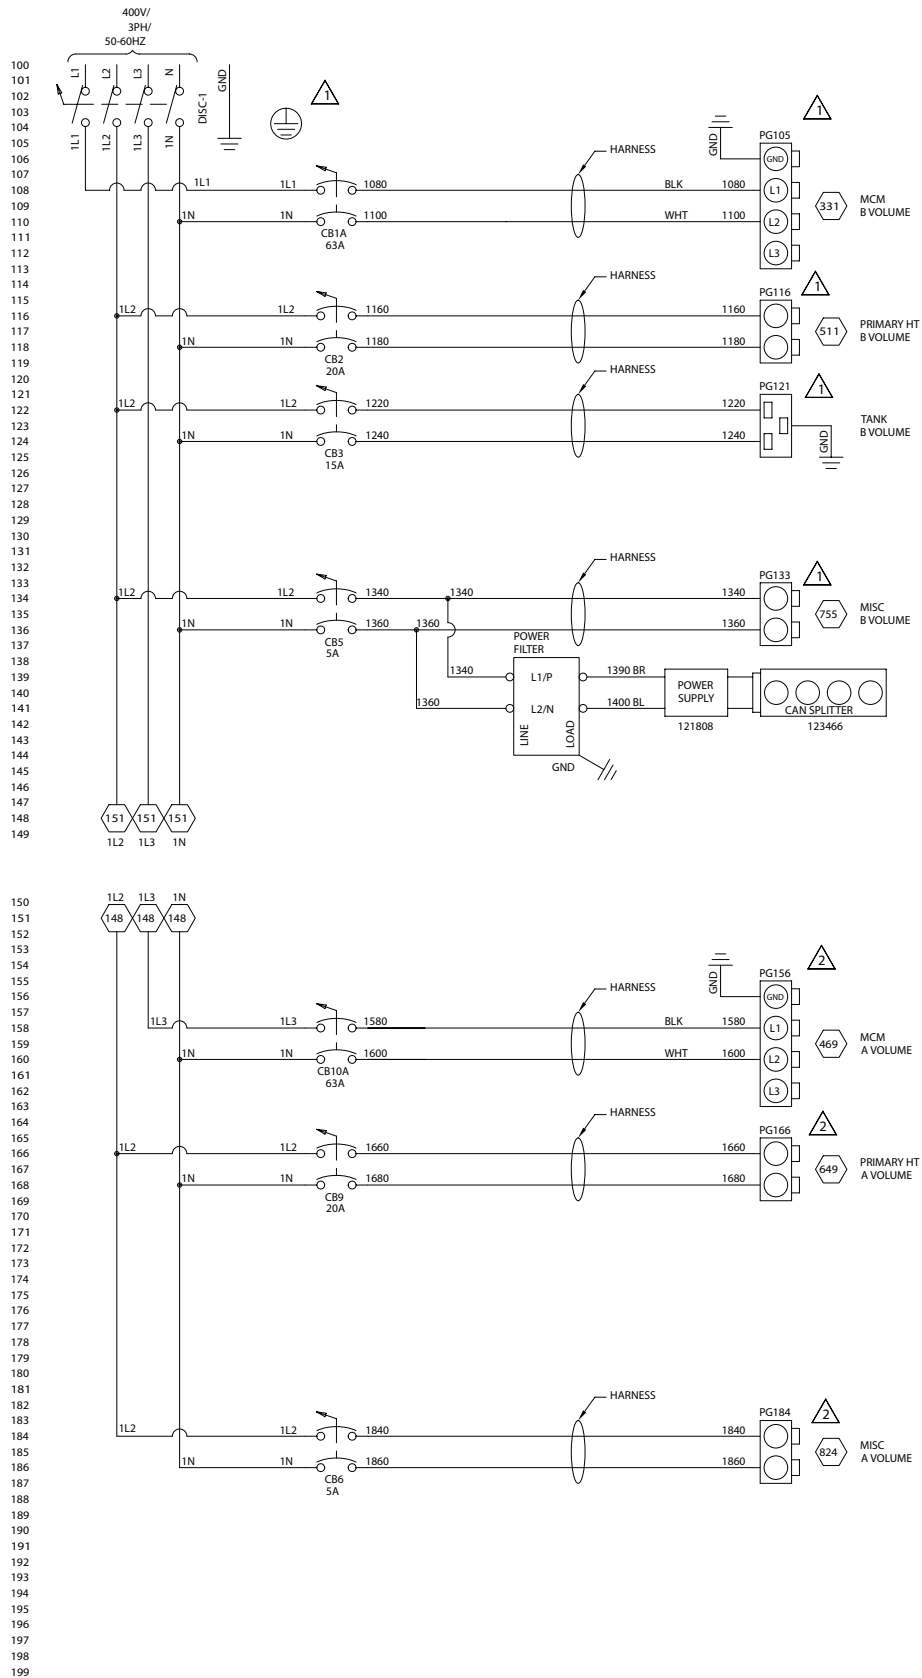 400V/
3PH/
50-60HZ
100
101 L1 L2 L3 N GND
102 1
103 DISC-1 1
104
105 1L1 1L2 1L3 1N GND PG105
106 GND
107 HARNESS
108 1L1 1L1 1080 BLK 1080 L1
109 331 MCM
110 1N 1N 1100 WHT 1100 L2 B VOLUME
111 CB1A
112 63A L3
113
114
115 HARNESS PG116 1
116 1L2 1L2 1160 1160
117 511 PRIMARY HT
118 1N 1N 1180 1180 B VOLUME
119 CB2
120 20A
121 HARNESS PG121 1
122 1L2 1L2 1220 1220
123 TANK
124 1N 1N 1240 1240 GND B VOLUME
125 CB3
126 15A
127
128
129
130
131
132
133 HARNESS PG133 1
134 1L2 1L2 1340 1340 1340
135 755 MISC
136 1N 1N 1360 1360 1360 B VOLUME
137 CB5 POWER
138 5A FILTER
139 1340 L1/P 1390 BR
140 POWER
141 1360 L2/N 1400 BL SUPPLY CAN SPLITTER
142 121808 123466
143 LINE LOAD
144
145 GND
146
147
148 151 151 151
149 1L2 1L3 1N
150 1L2 1L3 1N
151 148 148 148
152
153
154 2
155 GND PG156
156 GND
157 HARNESS
158 1L3 1L3 1580 BLK 1580 L1
159 469 MCM
160 1N 1N 1600 WHT 1600 L2 A VOLUME
161 CB10A
162 63A L3
163
164
165 HARNESS PG166 2
166 1L2 1L2 1660 1660
167 649 PRIMARY HT
168 1N 1N 1680 1680 A VOLUME
169 CB9
170 20A
171
172
173
174
175
176
177
178
179
180
181
182 HARNESS
183 PG184 2
184 1L2 1L2 1840 1840
185 824 MISC
186 1N 1N 1860 1860 A VOLUME
187 CB6
188 5A
189
190
191
192
193
194
195
196
197
198
199